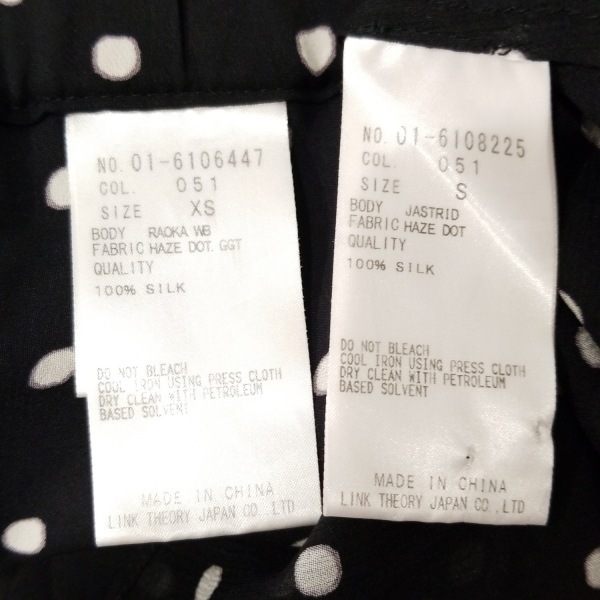 NO. 01-6106447
COL. 051
SIZE XS
BODY RAOKA WB
FABRIC HAZE DOT. GGT
QUALITY
100% SILK
DO NOT BLEACH
COOL IRON USING PRESS CLOTH
DRY CLEAN WITH PETROLEUM
BASED SOLVENT
MADE IN CHINA
LINK THEORY JAPAN CO.,LTD
NO. 01-6108225
COL. 051
SIZE S
BODY JASTRID
FABRIC HAZE DOT
QUALITY
100% SILK
DO NOT BLEACH
COOL IRON USING PRESS CLOTH
DRY CLEAN WITH PETROLEUM
BASED SOLVENT
MADE IN CHINA
LINK THEORY JAPAN CO.,LTD